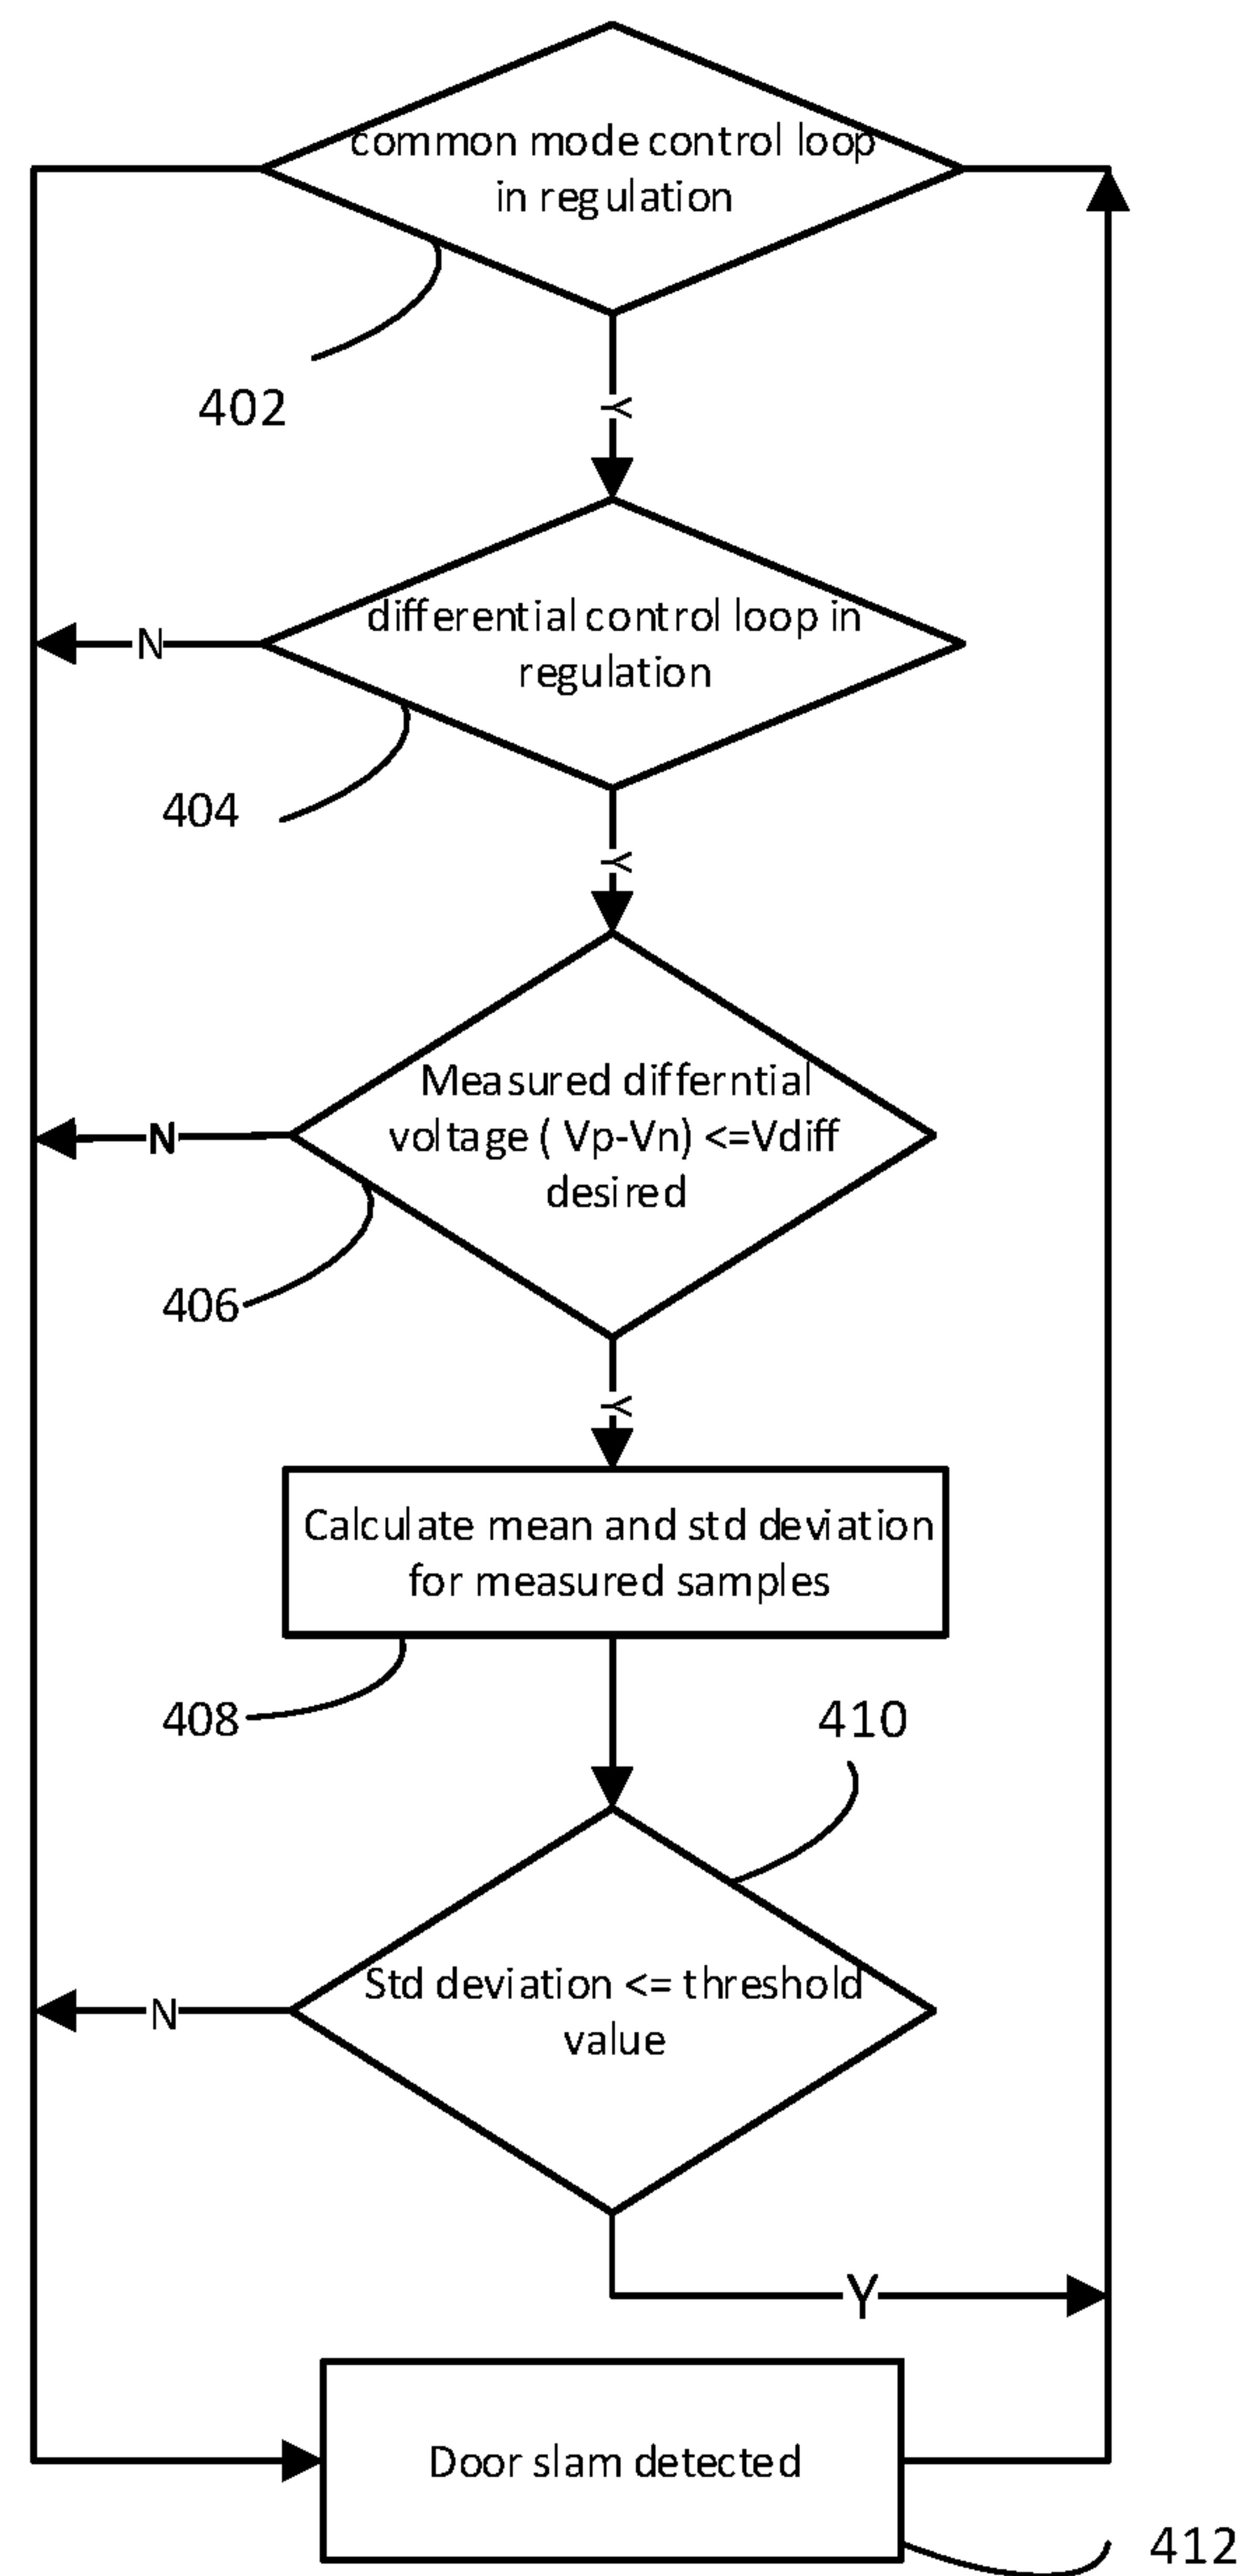 common mode control loop
in regulation
402
Y
differential control loop in
regulation
N
404
Y
Measured differntial
voltage ( Vp-Vn) <=Vdiff
desired
N
406
Y
Calculate mean and std deviation
for measured samples
408
410
Std deviation <= threshold
value
N
Y
Door slam detected
412